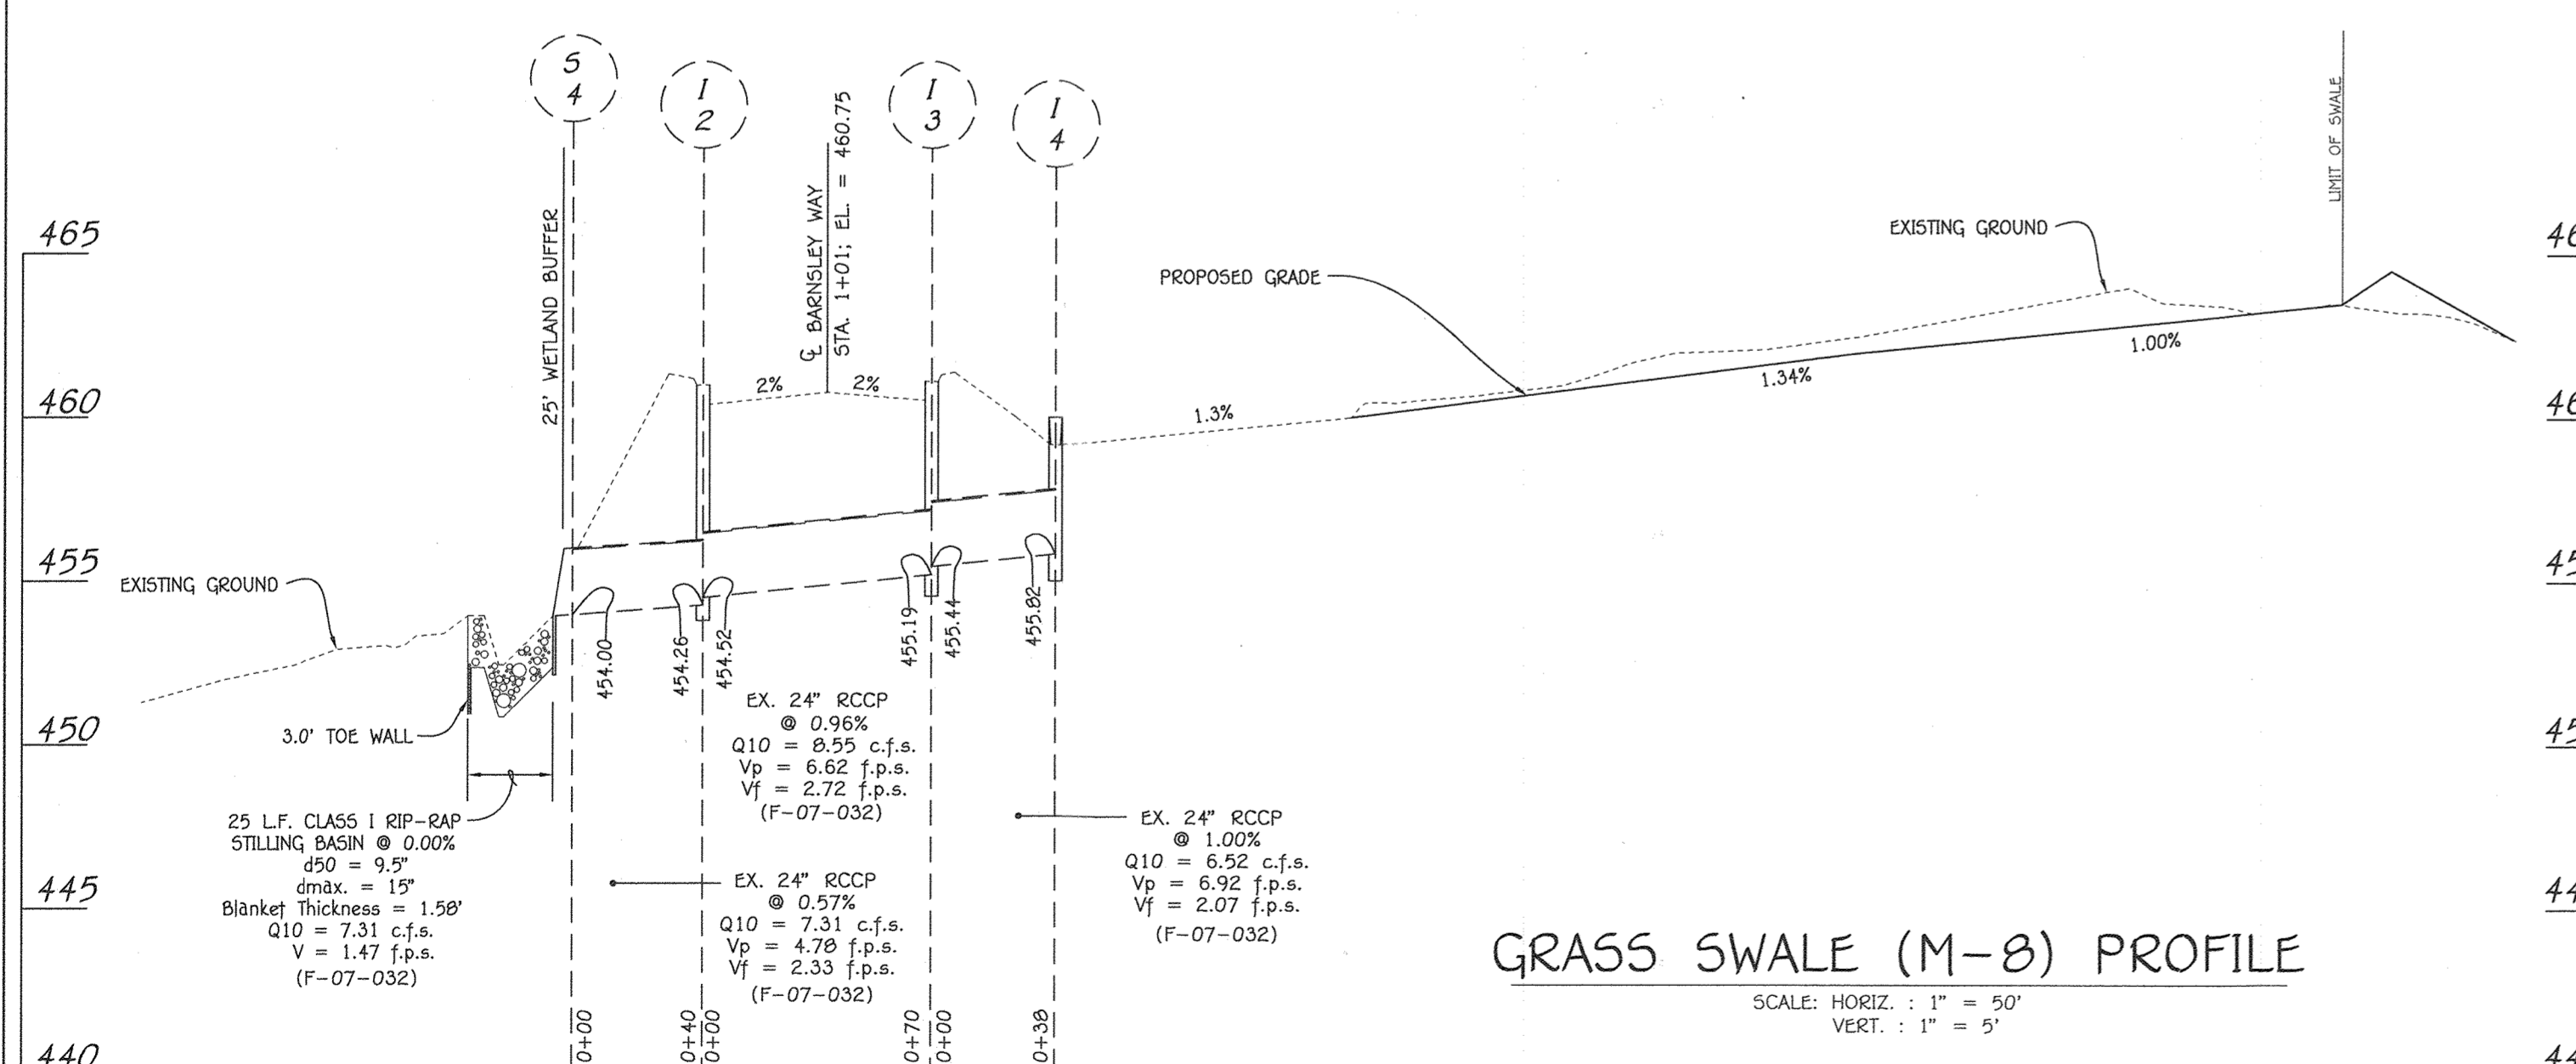 S
4
I
2
I
3
I
4
25' WETLAND BUFFER
℄ BARNSLEY WAY
STA. 1+01; EL. = 460.75
LIMIT OF SWALE
465
460
455
450
445
440
EXISTING GROUND
PROPOSED GRADE
2%
2%
1.3%
1.34%
1.00%
EXISTING GROUND
454.00
454.26
454.52
455.19
455.44
455.82
3.0' TOE WALL
25 L.F. CLASS I RIP-RAP
STILLING BASIN @ 0.00%
d50 = 9.5"
dmax. = 15"
Blanket Thickness = 1.58'
Q10 = 7.31 c.f.s.
V = 1.47 f.p.s.
(F-07-032)
EX. 24" RCCP
@ 0.96%
Q10 = 8.55 c.f.s.
Vp = 6.62 f.p.s.
Vf = 2.72 f.p.s.
(F-07-032)
EX. 24" RCCP
@ 0.57%
Q10 = 7.31 c.f.s.
Vp = 4.78 f.p.s.
Vf = 2.33 f.p.s.
(F-07-032)
EX. 24" RCCP
@ 1.00%
Q10 = 6.52 c.f.s.
Vp = 6.92 f.p.s.
Vf = 2.07 f.p.s.
(F-07-032)
0+00
0+40
0+00
0+70
0+00
0+38
GRASS SWALE (M-8) PROFILE
SCALE: HORIZ. : 1" = 50'
VERT. : 1" = 5'